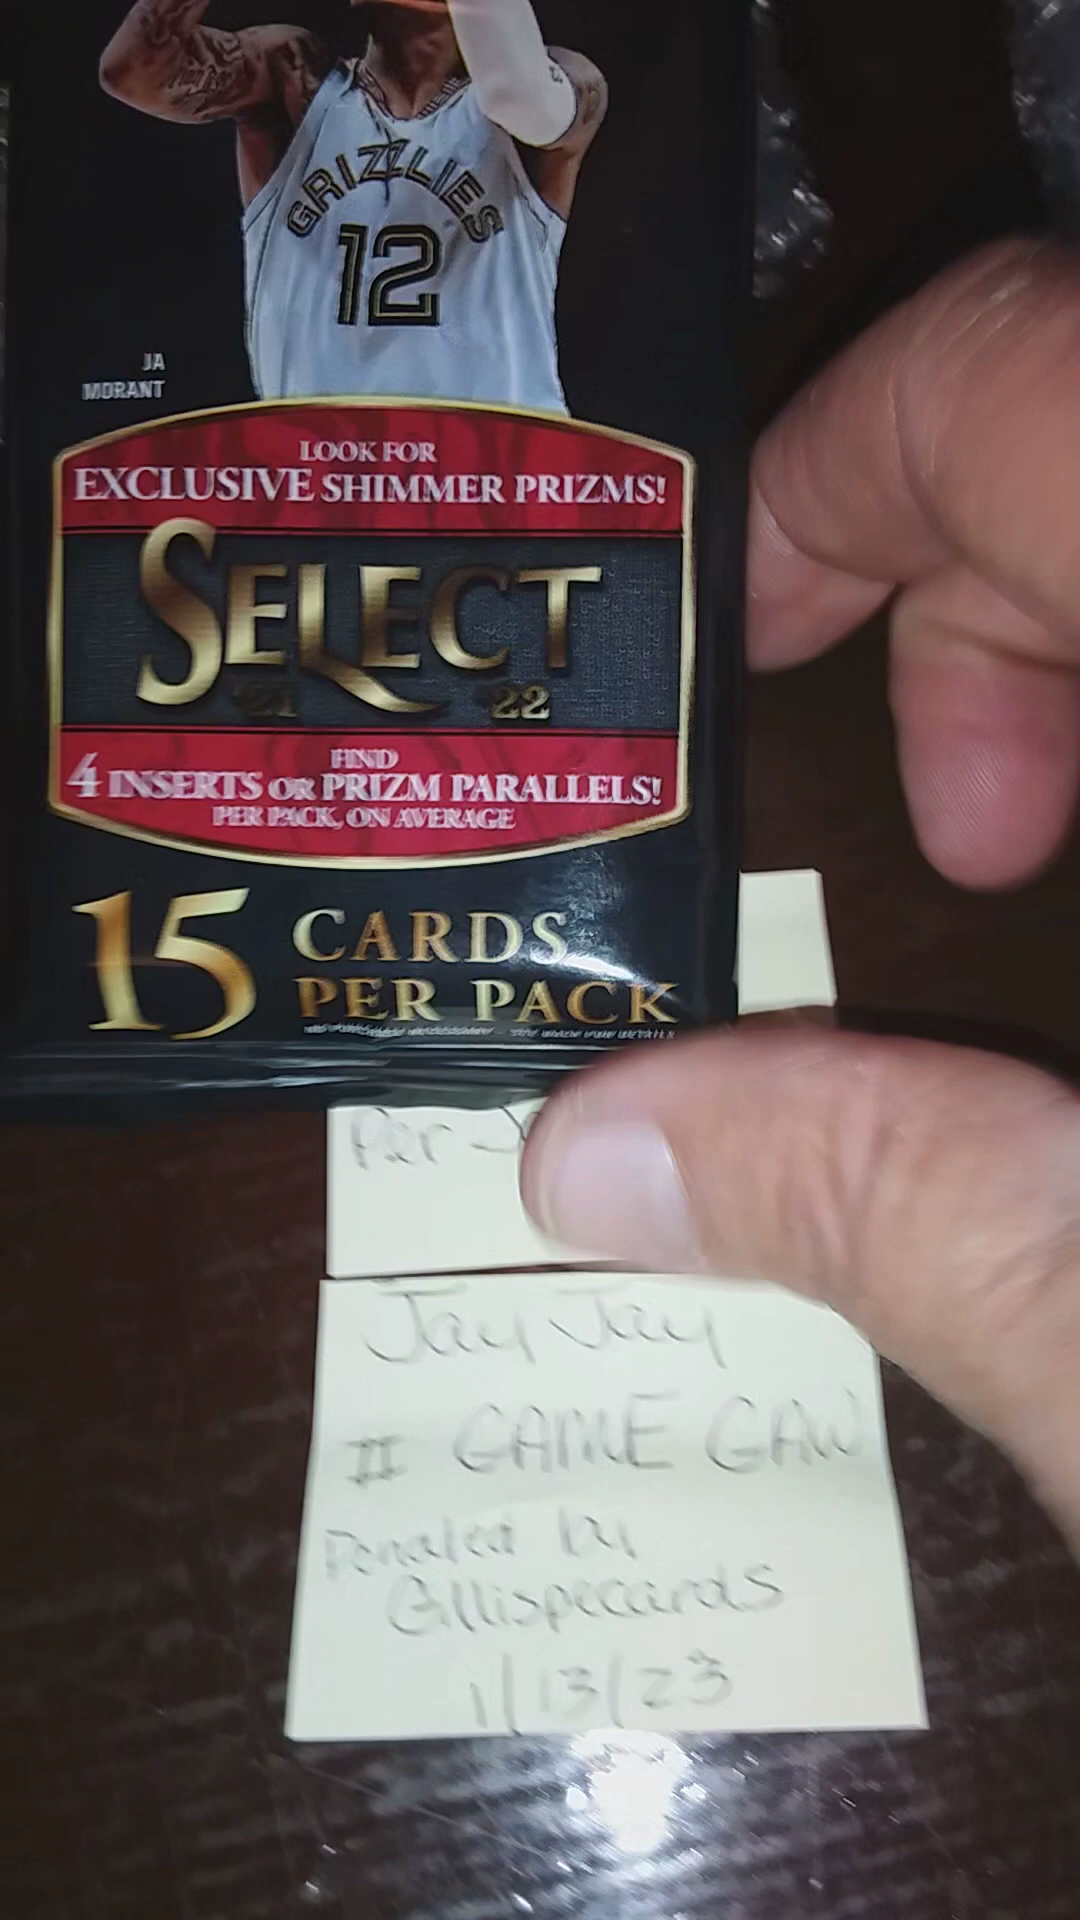 GRIZZLIES
12
JA
MORANT
LOOK FOR
EXCLUSIVE SHIMMER PRIZMS!
SELECT
21 22
FIND
4 INSERTS OR PRIZM PARALLELS!
PER PACK, ON AVERAGE
15 CARDS
PER PACK
Per
Jay Jay
# GAME GAW
Donated by
Gillispecards
1/13/23